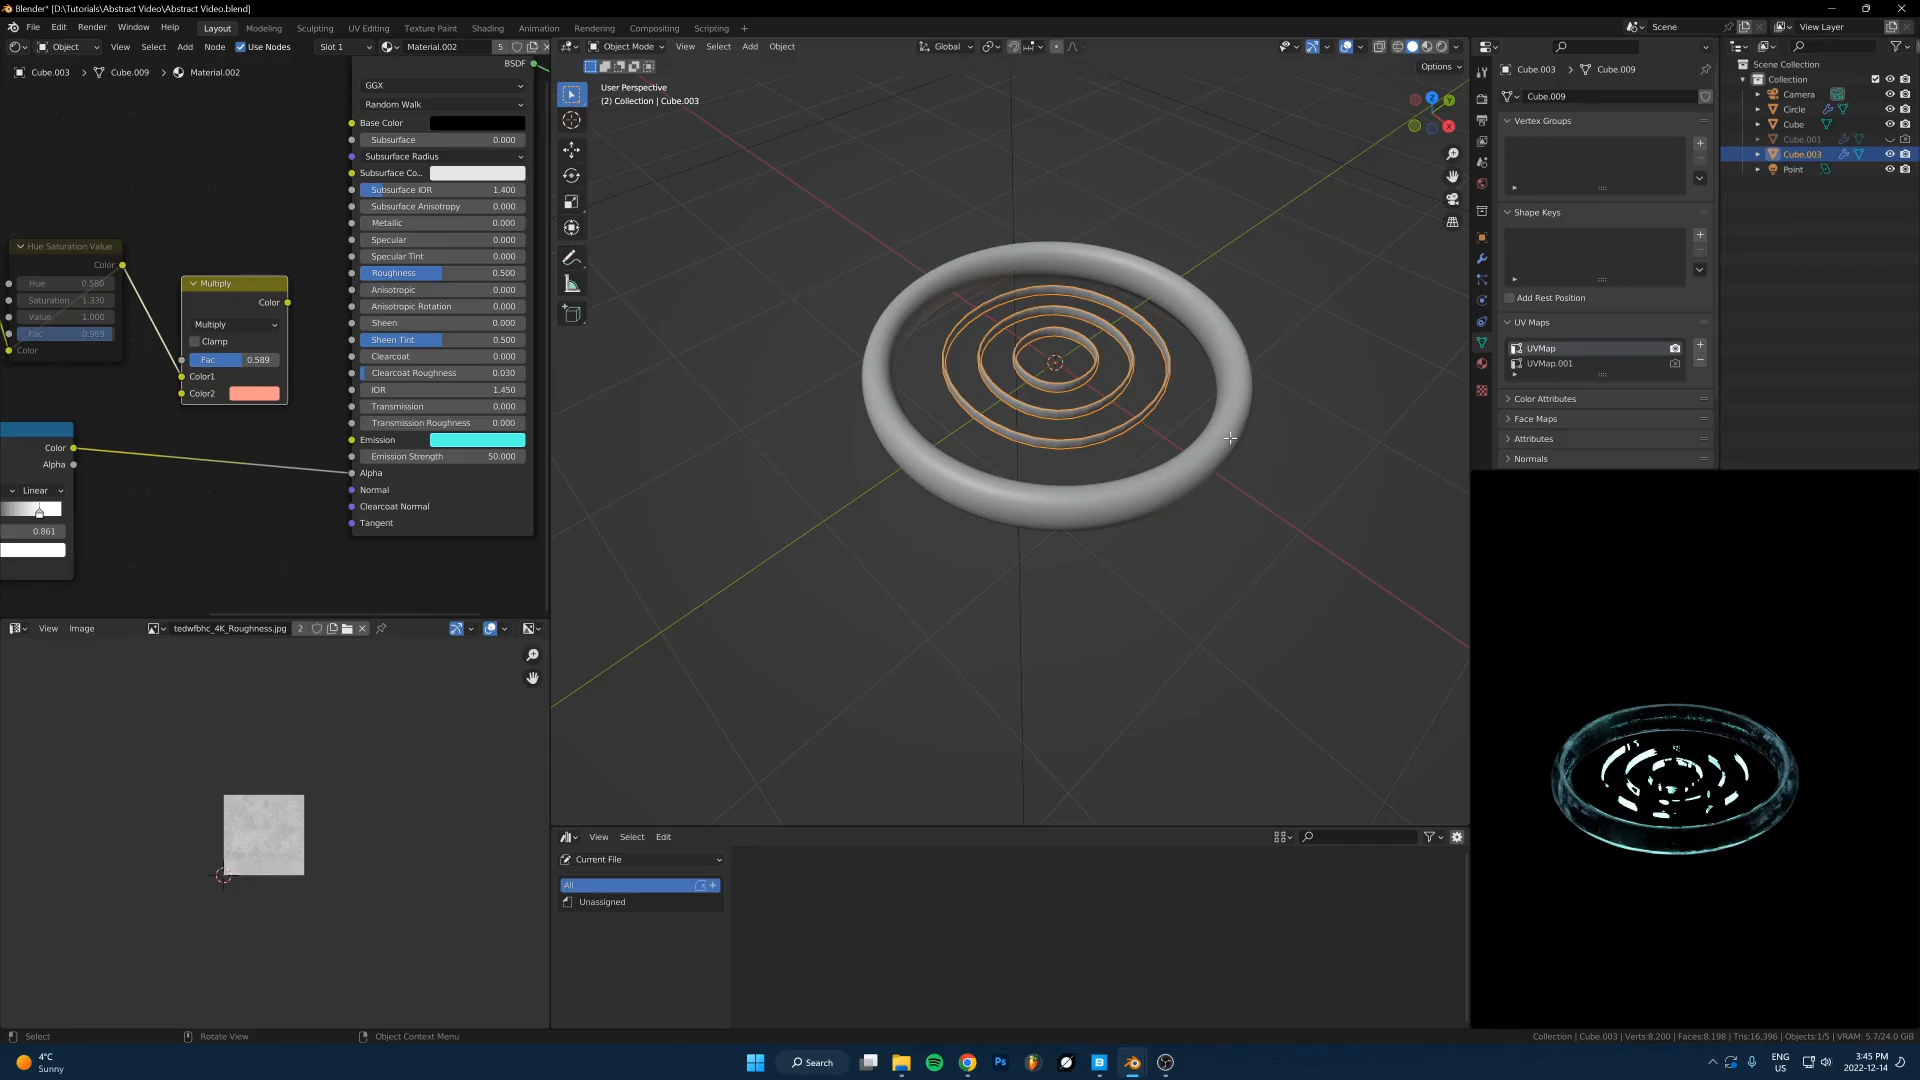 Blender* [D:\Tutorials\Abstract Video\Abstract Video.blend]
File Edit Render Window Help Layout Modeling Sculpting UV Editing Texture Paint Shading Animation Rendering Compositing Scripting + Scene View Layer
Object View Select Add Node Use Nodes Slot 1 Material.002 5
Cube.003 > Cube.009 > Material.002
BSDF
GGX
Random Walk
Base Color
Subsurface 0.000
Subsurface Radius
Subsurface Co...
Subsurface IOR 1.400
Subsurface Anisotropy 0.000
Metallic 0.000
Specular 0.000
Specular Tint 0.000
Roughness 0.500
Anisotropic 0.000
Anisotropic Rotation 0.000
Sheen 0.000
Sheen Tint 0.500
Clearcoat 0.000
Clearcoat Roughness 0.030
IOR 1.450
Transmission 0.000
Transmission Roughness 0.000
Emission
Emission Strength 50.000
Alpha
Normal
Clearcoat Normal
Tangent
Hue Saturation Value
Color
Hue 0.580
Saturation 1.330
Value 1.000
Fac 0.969
Color
Multiply
Color
Multiply
Clamp
Fac 0.589
Color1
Color2
Color
Alpha
Linear
0.861
View Image tedwfbhc_4K_Roughness.jpg 2
Object Mode View Select Add Object Global
Options
User Perspective
(2) Collection | Cube.003
Z
Y
X
View Select Edit
Current File
All
Unassigned
Cube.003 > Cube.009
Cube.009
Vertex Groups
Shape Keys
Add Rest Position
UV Maps
UVMap
UVMap.001
Color Attributes
Face Maps
Attributes
Normals
Scene Collection
Collection
Camera
Circle
Cube
Cube.001
Cube.003
Point
Select Rotate View Object Context Menu
Collection | Cube.003 | Verts:8,200 | Faces:8,198 | Tris:16,396 | Objects:1/5 | VRAM: 5.7/24.0 GiB
4°C
Sunny
Search
Ps
ENG
US
3:45 PM
2022-12-14